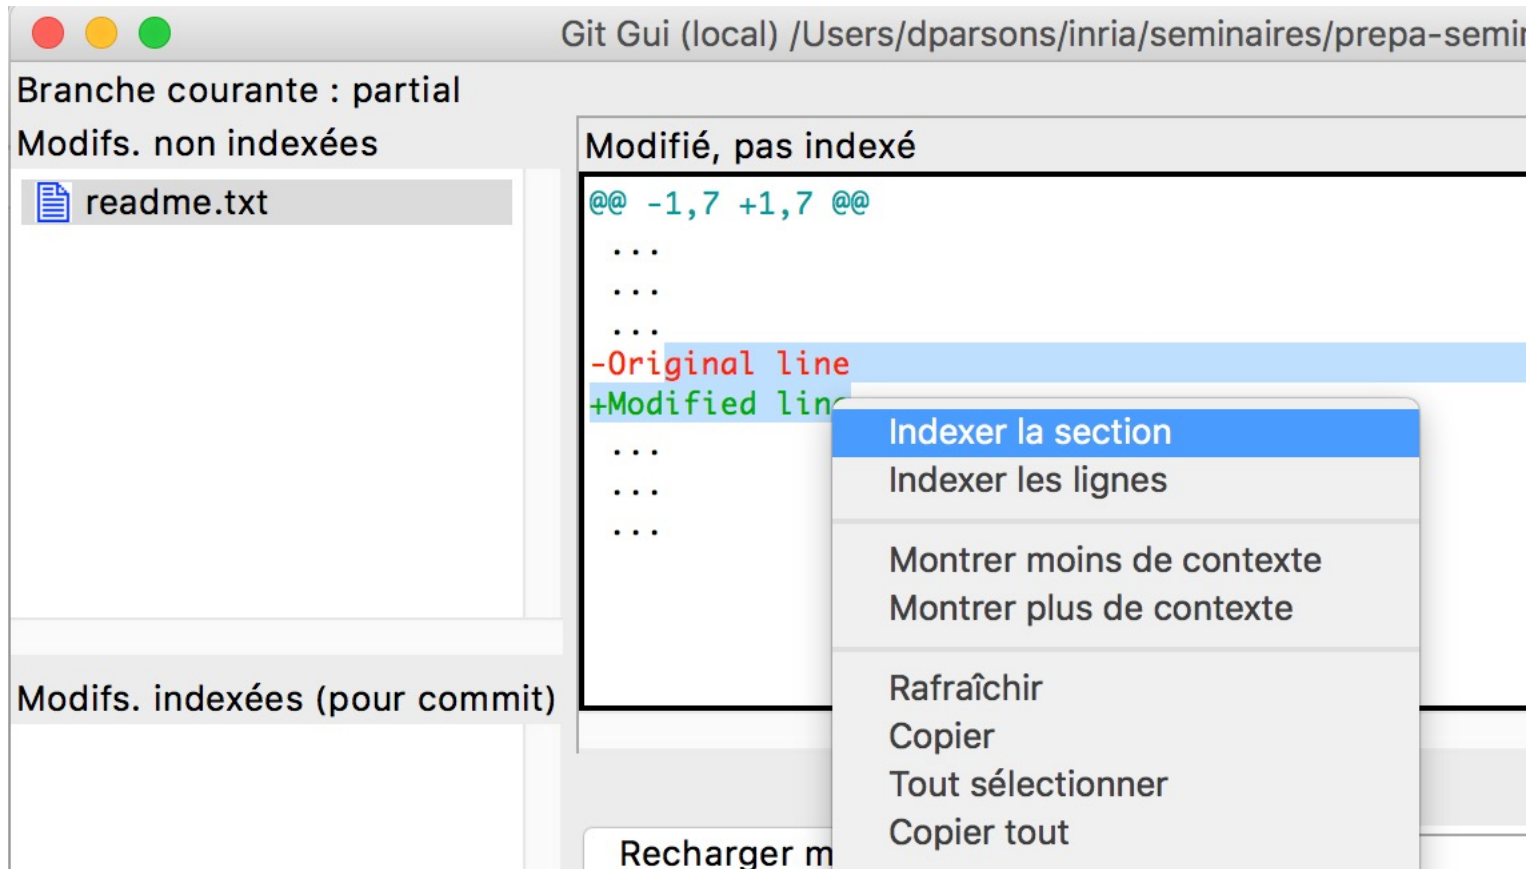 Git Gui (local) /Users/dparsons/inria/seminaires/prepa-semin
Branche courante : partial
Modifs. non indexées
readme.txt
Modifs. indexées (pour commit)
Modifié, pas indexé
@@ -1,7 +1,7 @@
...
...
...
-Original line
+Modified line
...
...
...
Indexer la section
Indexer les lignes
Montrer moins de contexte
Montrer plus de contexte
Rafraîchir
Copier
Tout sélectionner
Copier tout
Recharger m